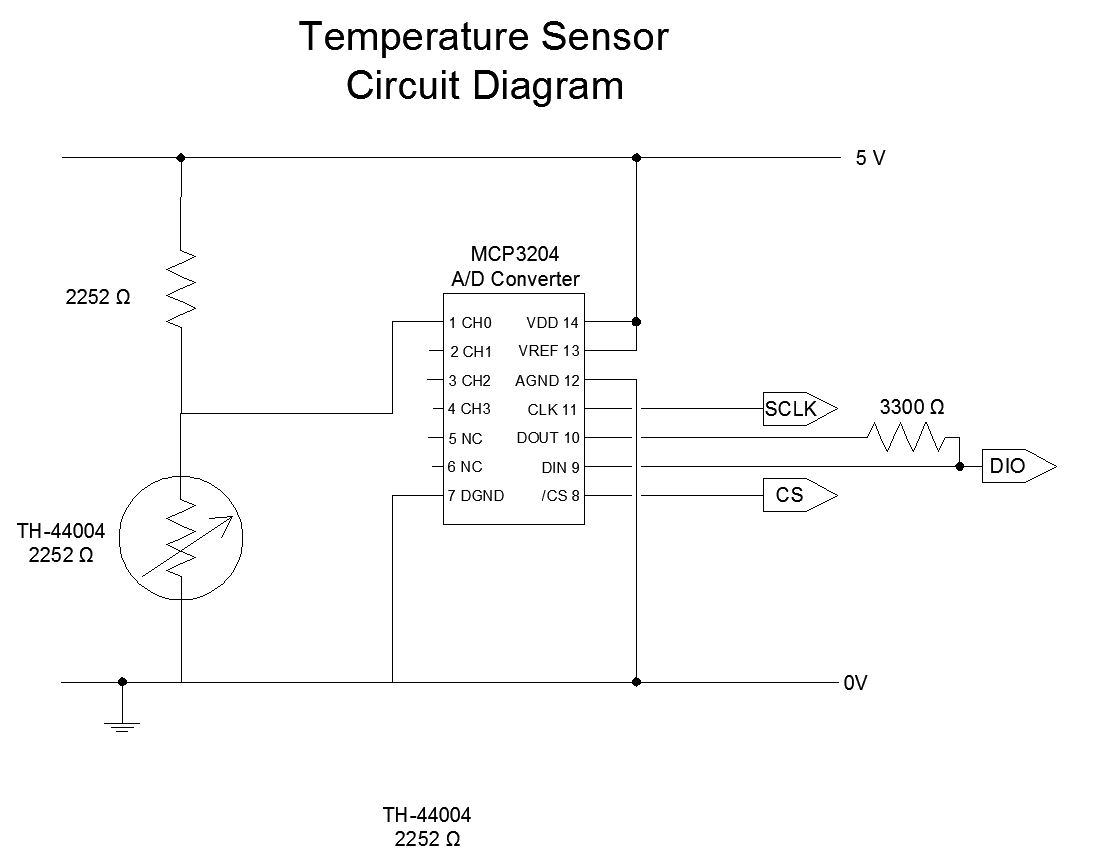 Temperature Sensor
Circuit Diagram
5 V
MCP3204
A/D Converter
2252 Ω
1 CH0 VDD 14
2 CH1 VREF 13
3 CH2 AGND 12
4 CH3 CLK 11
SCLK
3300 Ω
5 NC DOUT 10
6 NC DIN 9
DIO
7 DGND /CS 8
CS
TH-44004
2252 Ω
0V
TH-44004
2252 Ω